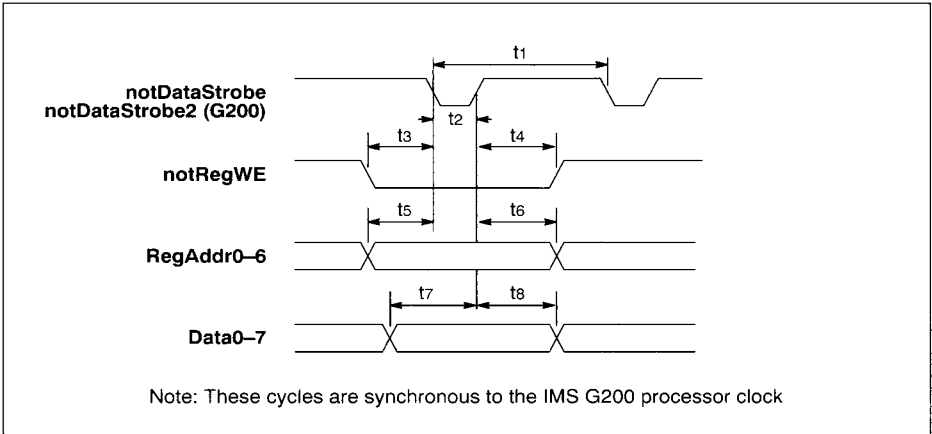 t1
notDataStrobe
notDataStrobe2 (G200)
t2
t3
t4
notRegWE
t5
t6
RegAddr0–6
t7
t8
Data0–7
Note: These cycles are synchronous to the IMS G200 processor clock